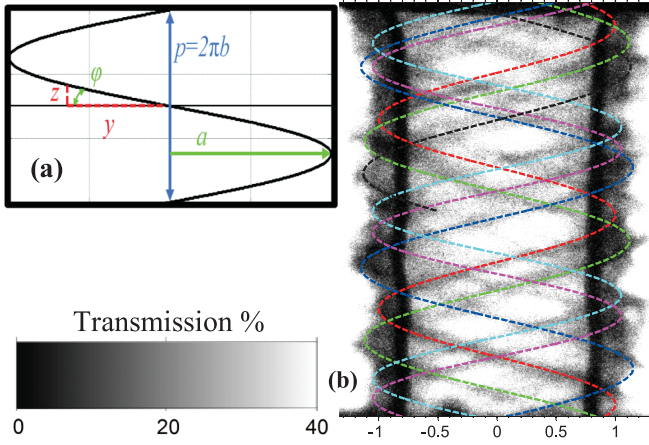 p=2πb
φ
z
y
a
(a)
Transmission %
0 20 40
(b)
-1 -0.5 0 0.5 1